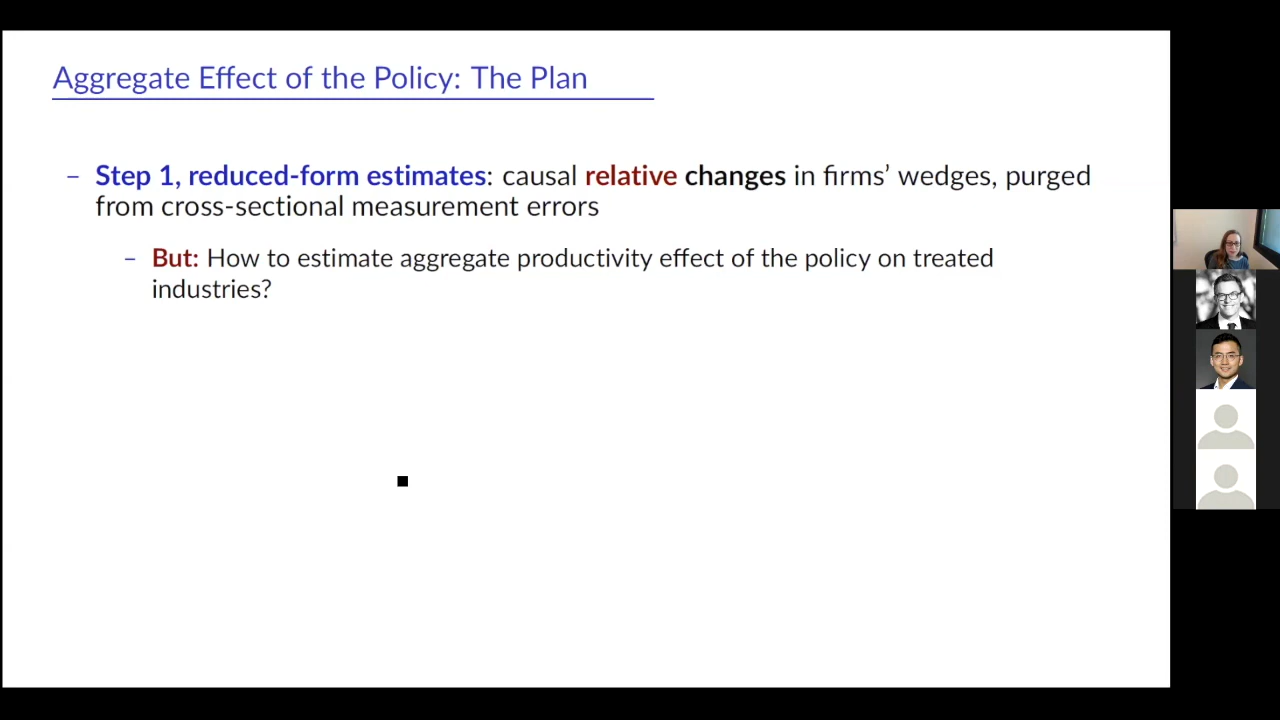 Aggregate Effect of the Policy: The Plan
– Step 1, reduced-form estimates: causal relative changes in firms’ wedges, purged
from cross-sectional measurement errors
– But: How to estimate aggregate productivity effect of the policy on treated
industries?